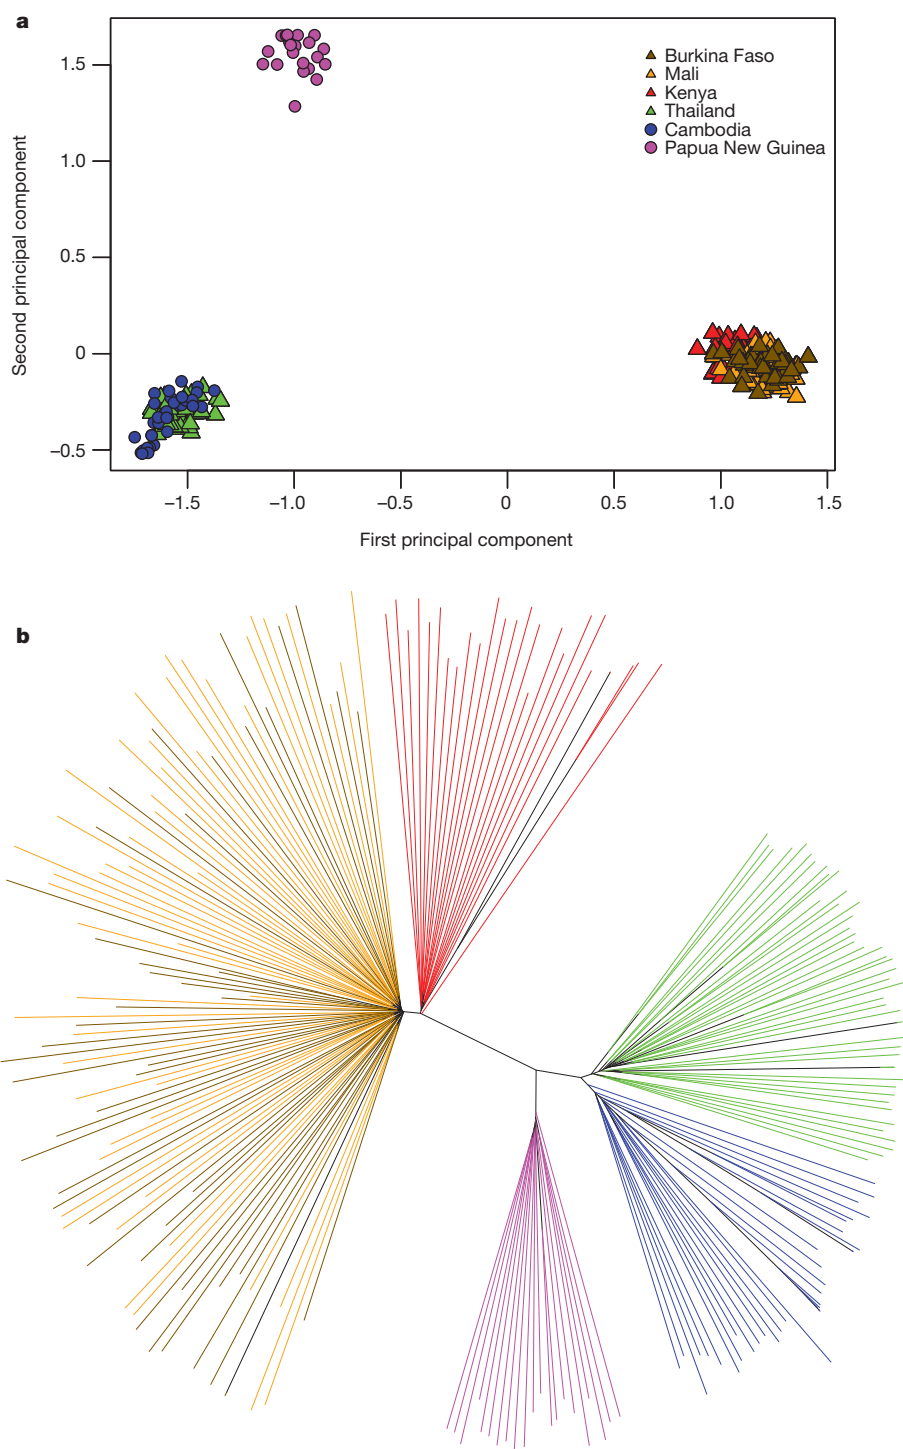 a
Burkina Faso
Mali
Kenya
Thailand
Cambodia
Papua New Guinea
Second principal component
1.5
1.0
0.5
0
−0.5
−1.5
−1.0
−0.5
0
0.5
1.0
1.5
First principal component
b